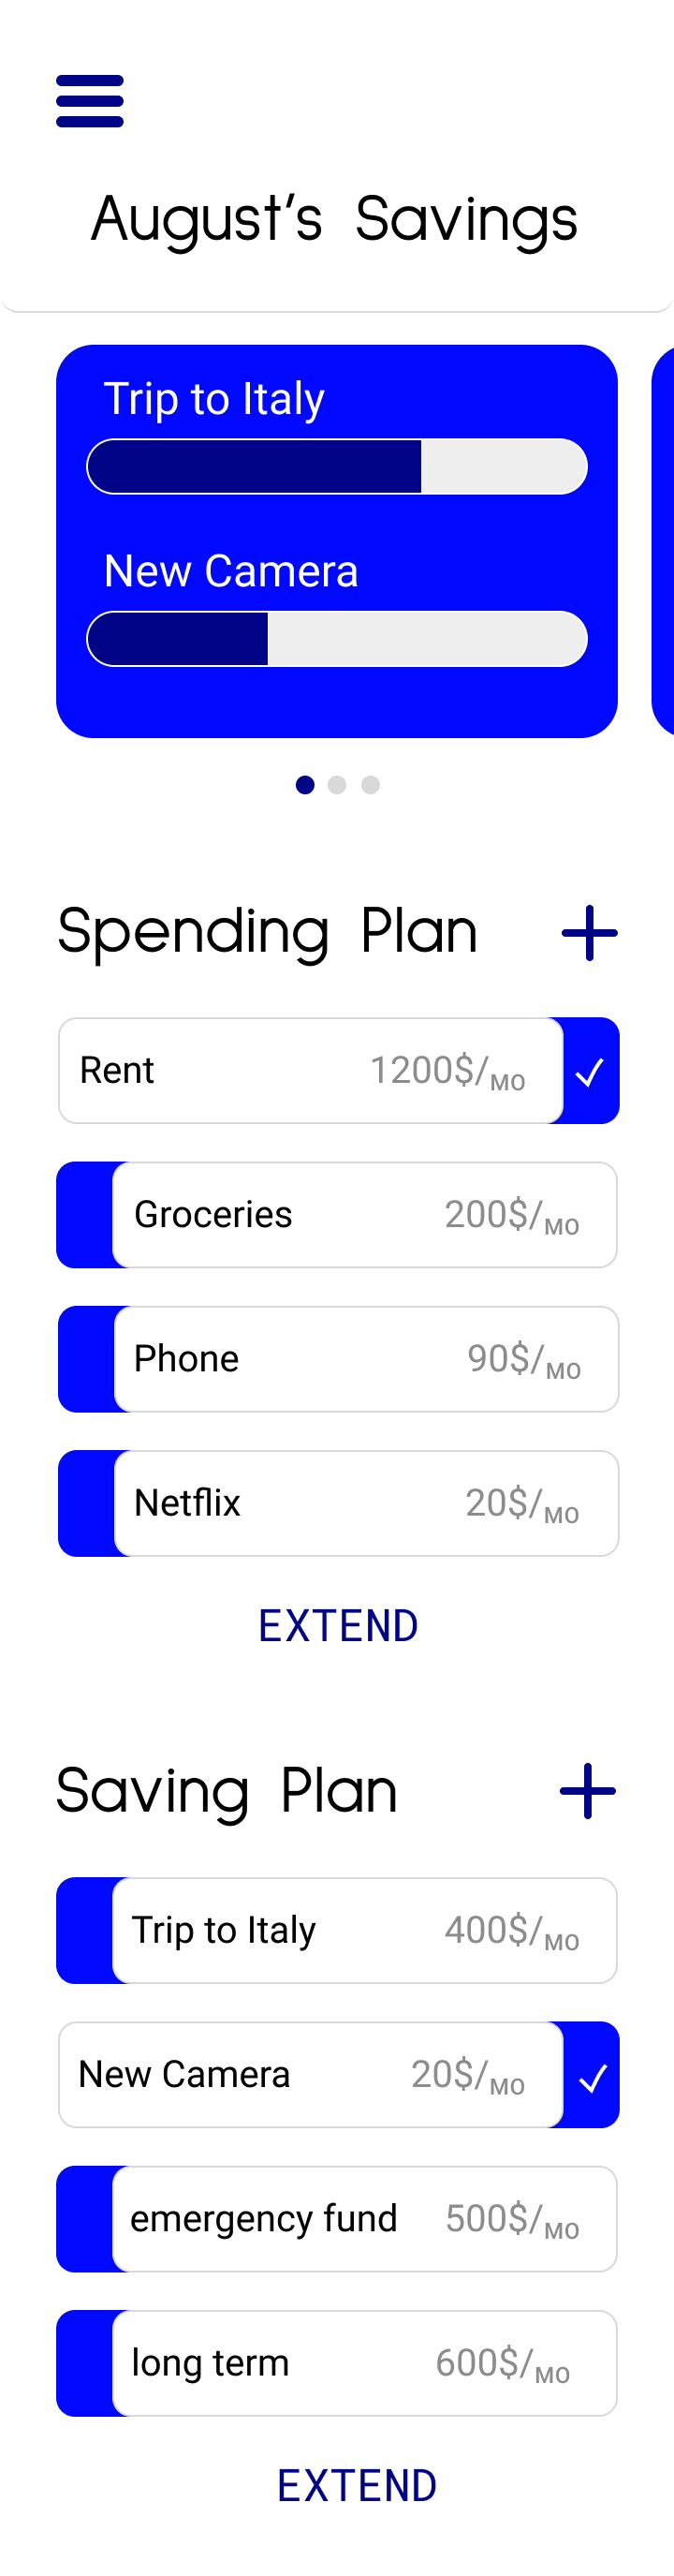 August's Savings
Trip to Italy
New Camera
Spending Plan
Rent 1200$/MO
Groceries 200$/MO
Phone 90$/MO
Netflix 20$/MO
EXTEND
Saving Plan
Trip to Italy 400$/MO
New Camera 20$/MO
emergency fund 500$/MO
long term 600$/MO
EXTEND